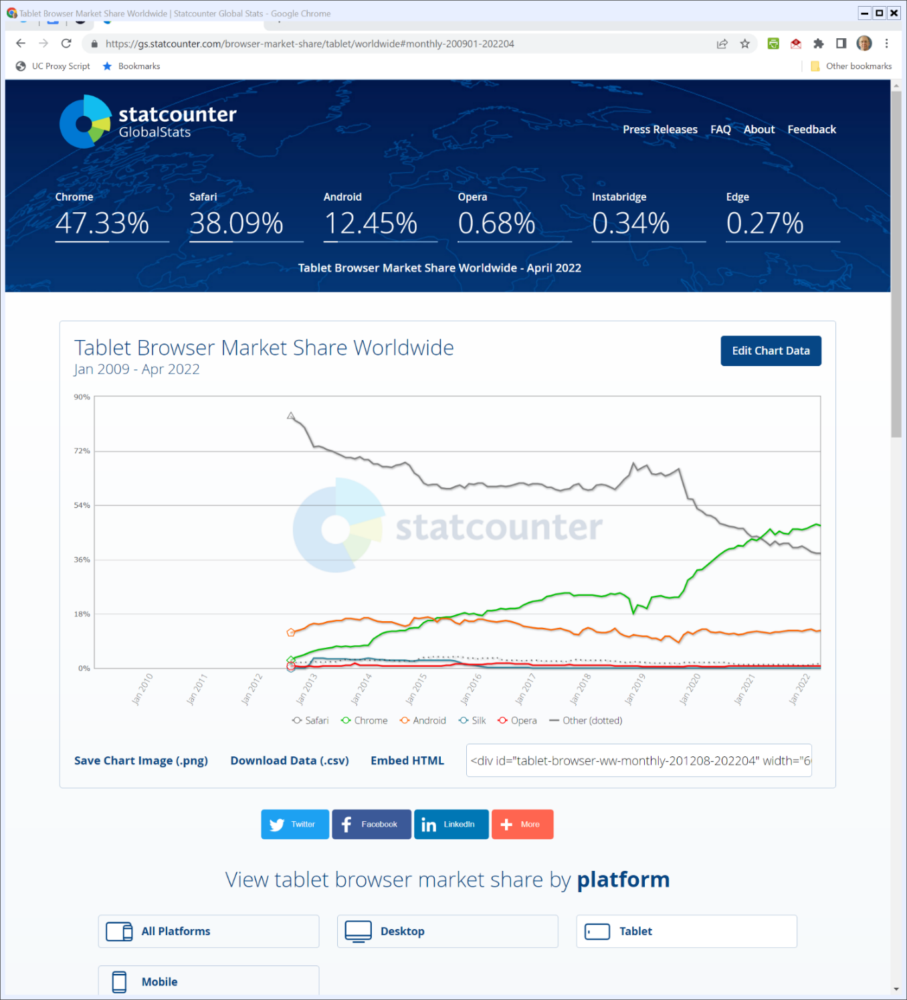 Tablet Browser Market Share Worldwide | Statcounter Global Stats - Google Chrome
https://gs.statcounter.com/browser-market-share/tablet/worldwide#monthly-200901-202204
UC Proxy Script Bookmarks Other bookmarks
statcounter
GlobalStats
Press Releases FAQ About Feedback
Chrome Safari Android Opera Instabridge Edge
47.33% 38.09% 12.45% 0.68% 0.34% 0.27%
Tablet Browser Market Share Worldwide - April 2022
Tablet Browser Market Share Worldwide
Jan 2009 - Apr 2022
Edit Chart Data
90%
72%
54%
statcounter
36%
18%
0%
Jan 2010 Jan 2011 Jan 2012 Jan 2013 Jan 2014 Jan 2015 Jan 2016 Jan 2017 Jan 2018 Jan 2019 Jan 2020 Jan 2021 Jan 2022
Safari Chrome Android Silk Opera Other (dotted)
Save Chart Image (.png) Download Data (.csv) Embed HTML <div id="tablet-browser-ww-monthly-201208-202204" width="6
Twitter Facebook LinkedIn More
View tablet browser market share by platform
All Platforms Desktop Tablet
Mobile